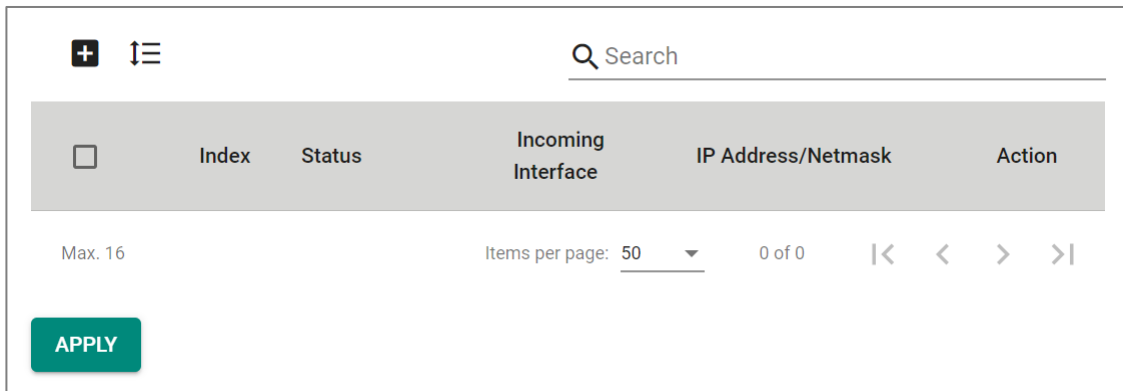 Search
Index Status Incoming Interface IP Address/Netmask Action
Max. 16 Items per page: 50 0 of 0
APPLY